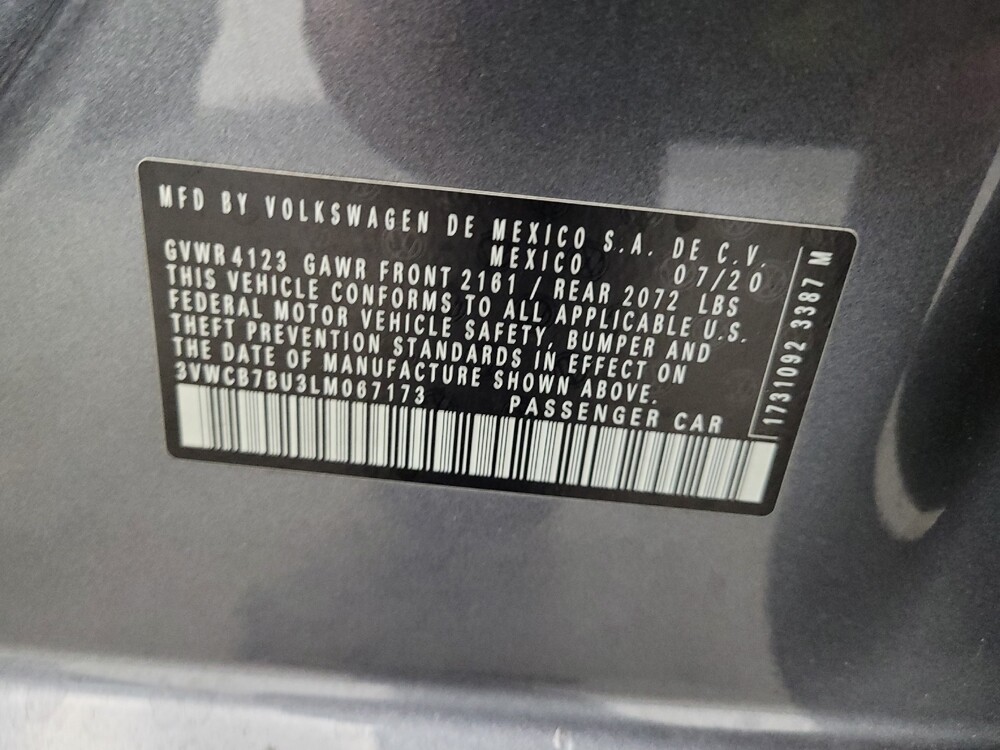 MFD BY VOLKSWAGEN DE MEXICO S.A. DE C.V.
MEXICO 07/20
GVWR 4123 GAWR FRONT 2161 / REAR 2072 LBS
THIS VEHICLE CONFORMS TO ALL APPLICABLE U.S.
FEDERAL MOTOR VEHICLE SAFETY, BUMPER AND
THEFT PREVENTION STANDARDS IN EFFECT ON
THE DATE OF MANUFACTURE SHOWN ABOVE.
3VWCB7BU3LM067173 PASSENGER CAR
1731092 3387 M